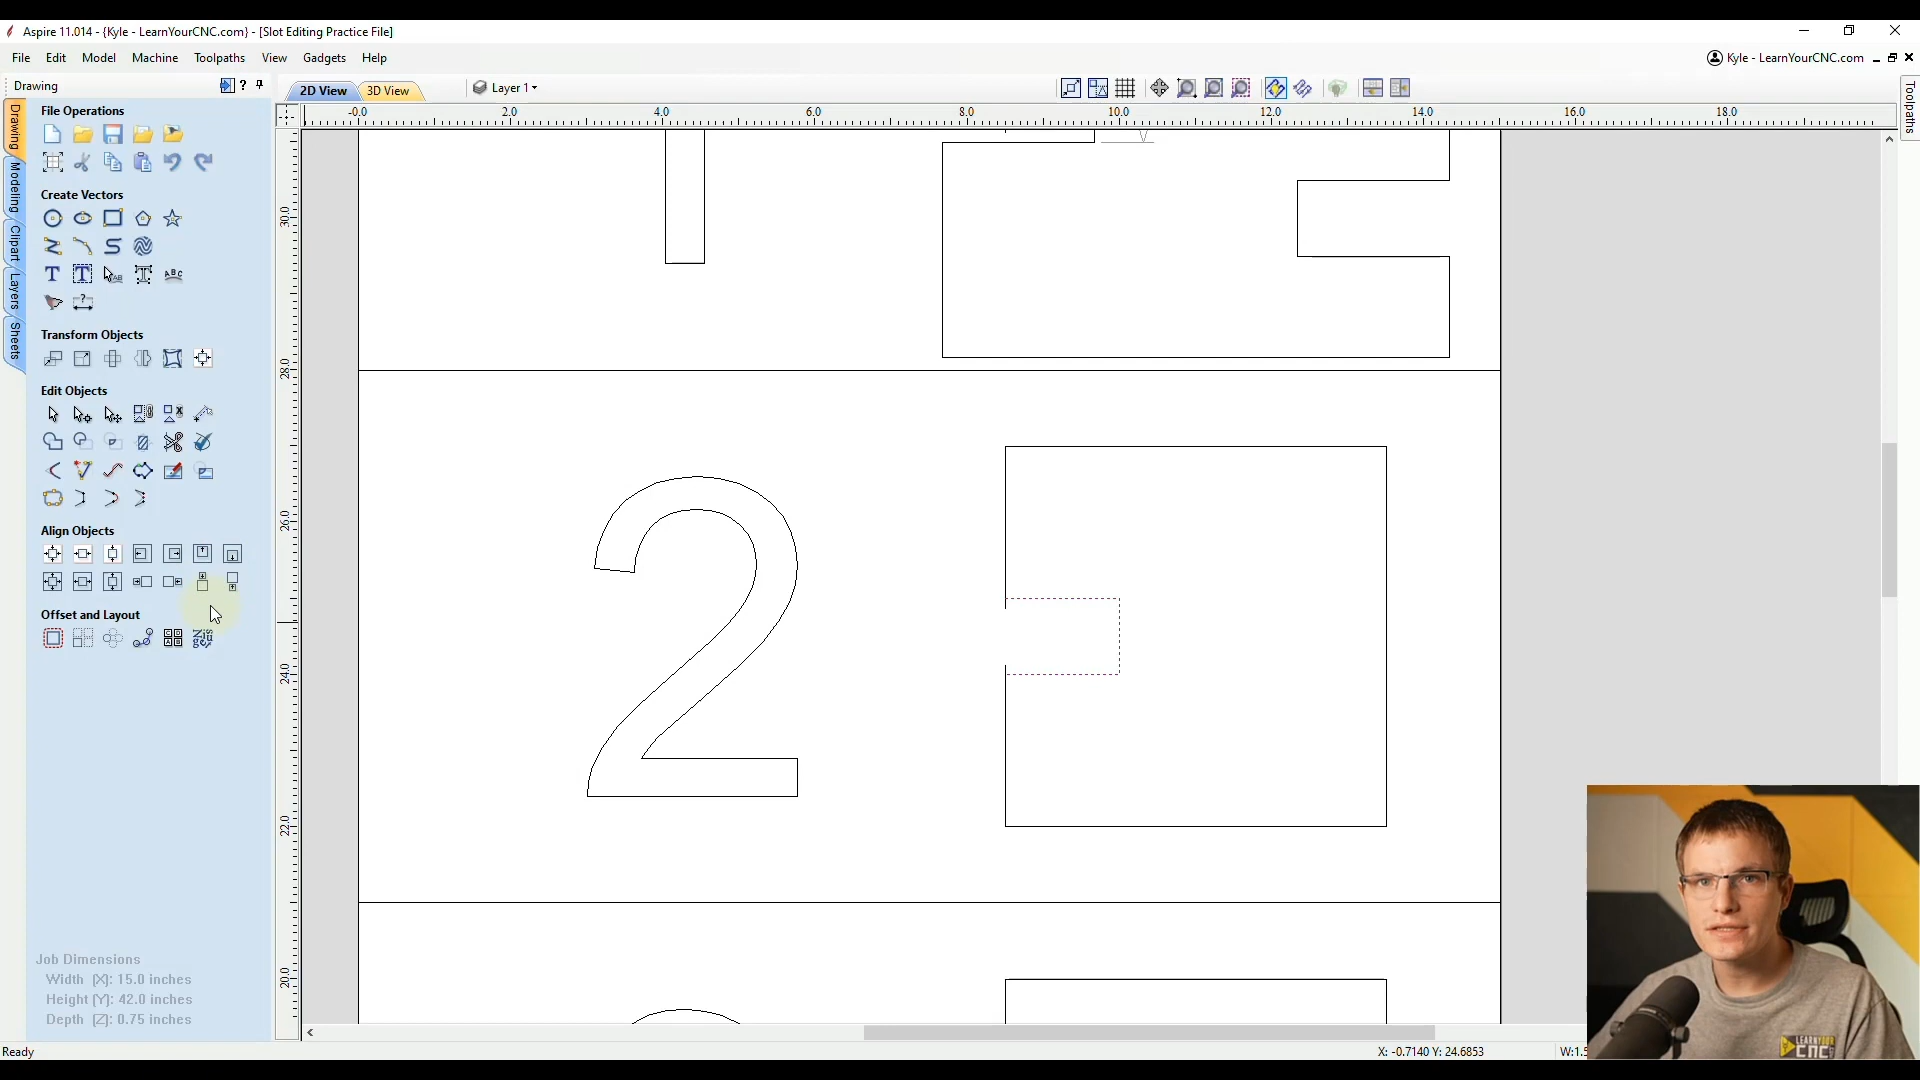 Aspire 11.014 - {Kyle - LearnYourCNC.com} - [Slot Editing Practice File]
File Edit Model Machine Toolpaths View Gadgets Help
Kyle - LearnYourCNC.com
Drawing
2D View 3D View
Layer 1
Toolpaths
Drawing
Modeling
Clipart
Layers
Sheets
File Operations
Create Vectors
Transform Objects
Edit Objects
Align Objects
Offset and Layout
Job Dimensions
Width (X): 15.0 inches
Height (Y): 42.0 inches
Depth (Z): 0.75 inches
-0.0 2.0 4.0 6.0 8.0 10.0 12.0 14.0 16.0 18.0
30.0
28.0
26.0
24.0
22.0
20.0
2
LEARN YOUR
CNC
Ready
X: -0.7140 Y: 24.6853